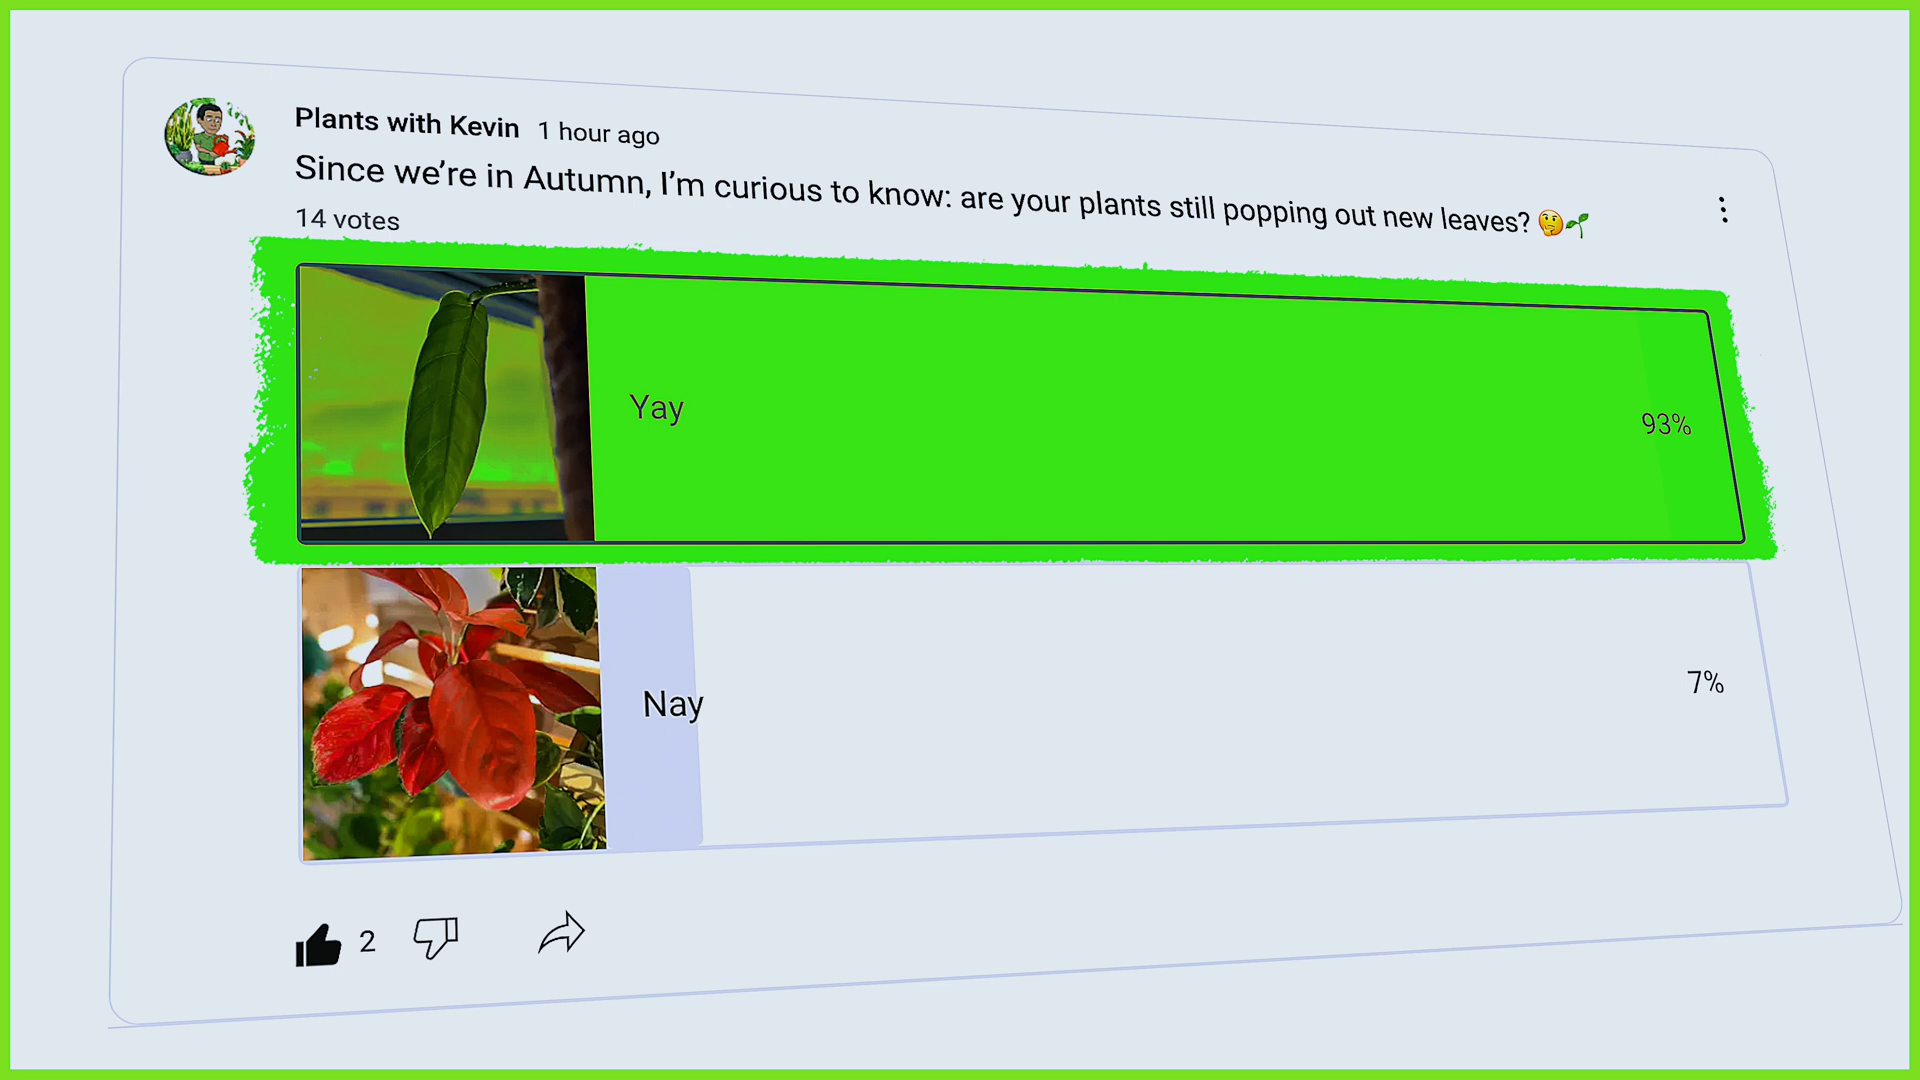 Plants with Kevin 1 hour ago
Since we’re in Autumn, I’m curious to know: are your plants still popping out new leaves? 🤔🌱
14 votes
Yay
93%
Nay
7%
2